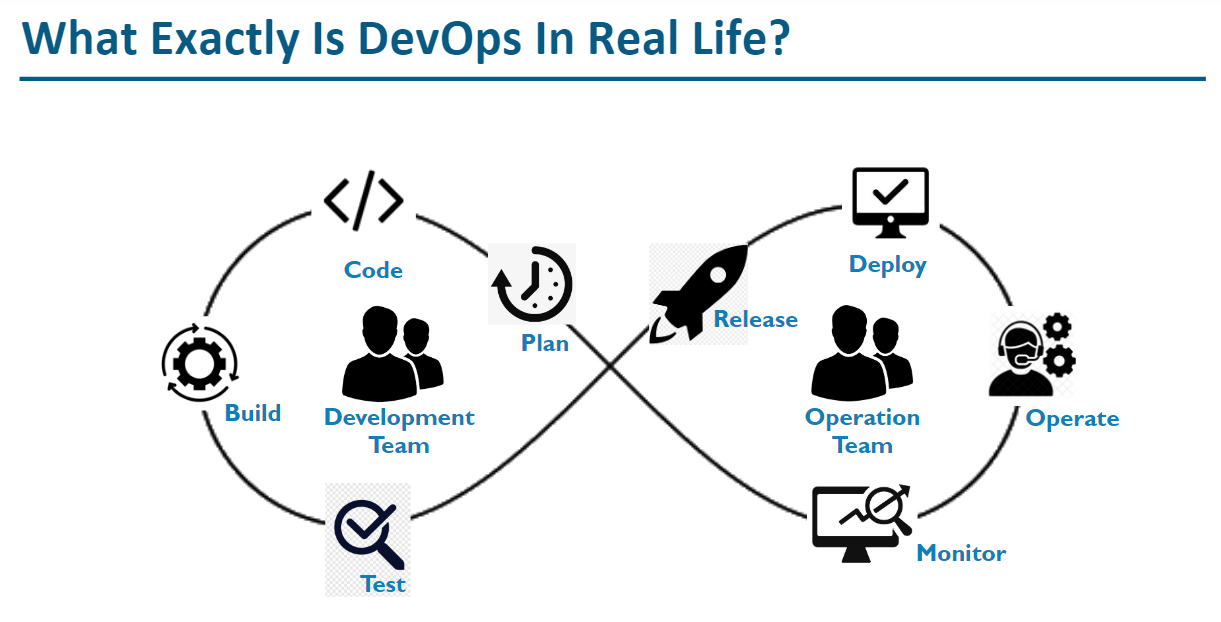 What Exactly Is DevOps In Real Life?
Code
Plan
Build
Development
Team
Test
Release
Deploy
Operation
Team
Operate
Monitor